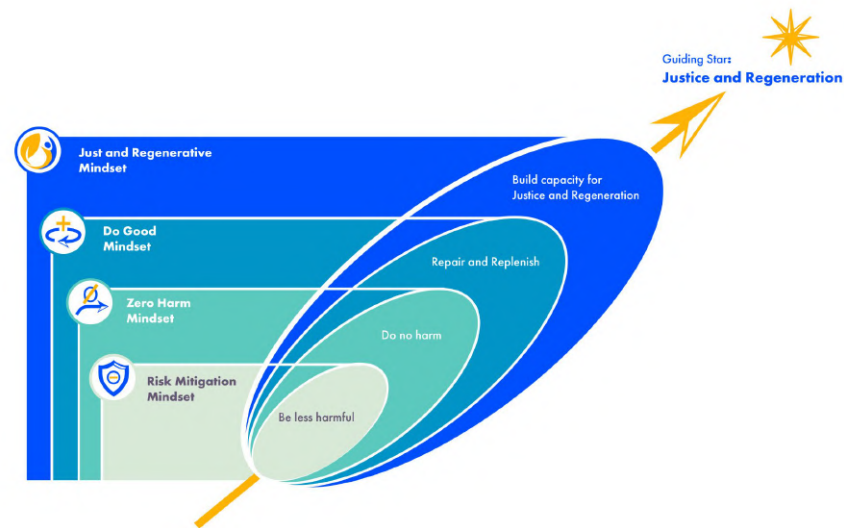 Guiding Star:
Justice and Regeneration
Just and Regenerative
Mindset
Build capacity for
Justice and Regeneration
Do Good
Mindset
Repair and Replenish
Zero Harm
Mindset
Do no harm
Risk Mitigation
Mindset
Be less harmful